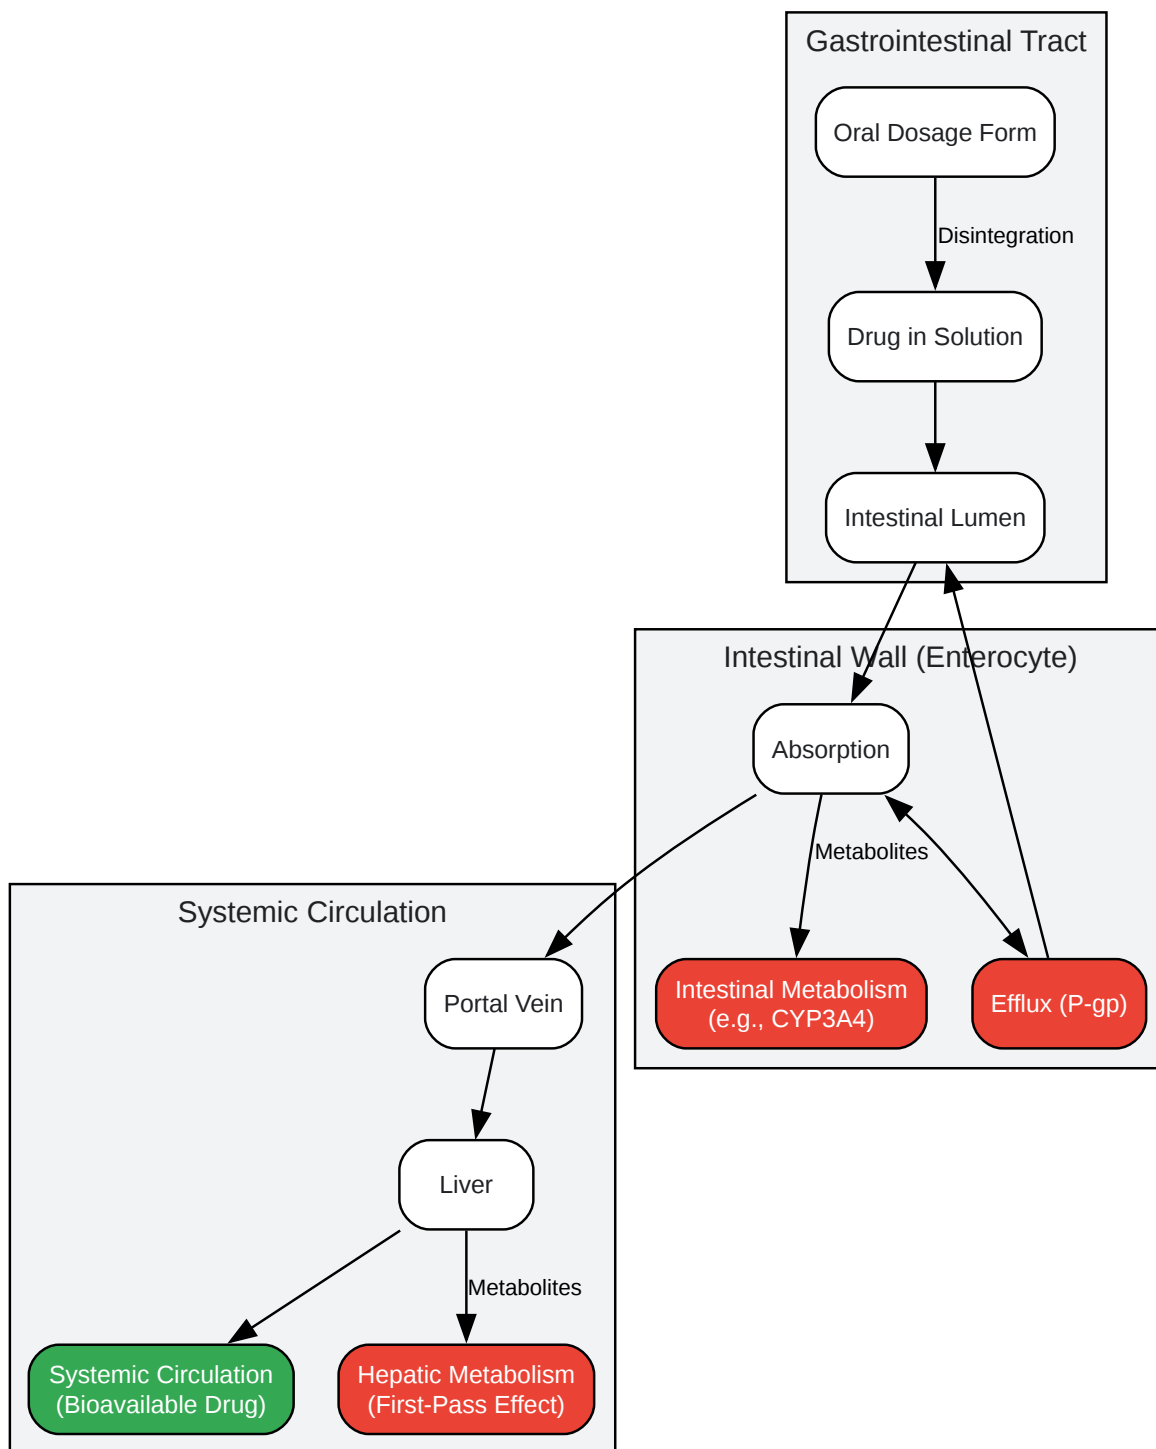 Gastrointestinal Tract
Oral Dosage Form
Disintegration
Drug in Solution
Intestinal Lumen
Intestinal Wall (Enterocyte)
Absorption
Metabolites
Intestinal Metabolism
(e.g., CYP3A4)
Efflux (P-gp)
Systemic Circulation
Portal Vein
Liver
Metabolites
Systemic Circulation
(Bioavailable Drug)
Hepatic Metabolism
(First-Pass Effect)